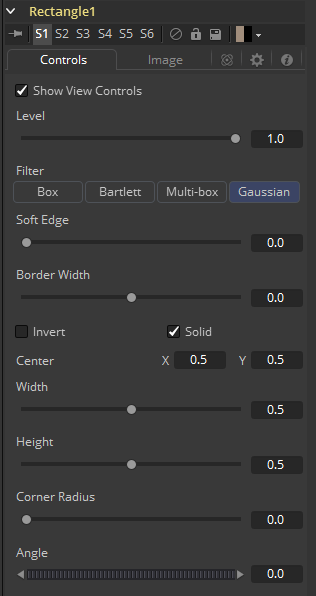 Rectangle1
S1 S2 S3 S4 S5 S6
Controls Image
Show View Controls
Level
1.0
Filter
Box Bartlett Multi-box Gaussian
Soft Edge
0.0
Border Width
0.0
Invert Solid
Center X 0.5 Y 0.5
Width
0.5
Height
0.5
Corner Radius
0.0
Angle
0.0